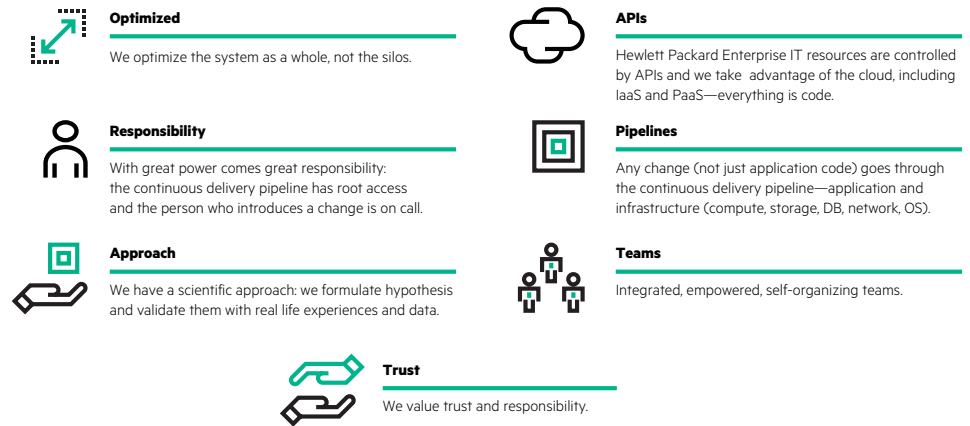 Optimized
We optimize the system as a whole, not the silos.
APIs
Hewlett Packard Enterprise IT resources are controlled
by APIs and we take advantage of the cloud, including
IaaS and PaaS—everything is code.
Responsibility
With great power comes great responsibility:
the continuous delivery pipeline has root access
and the person who introduces a change is on call.
Pipelines
Any change (not just application code) goes through
the continuous delivery pipeline—application and
infrastructure (compute, storage, DB, network, OS).
Approach
We have a scientific approach: we formulate hypothesis
and validate them with real life experiences and data.
Teams
Integrated, empowered, self-organizing teams.
Trust
We value trust and responsibility.